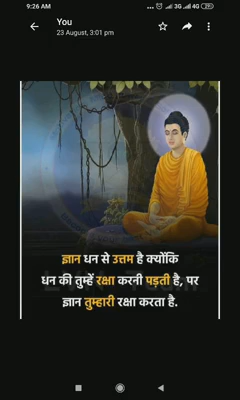 9:26 AM
You
23 August, 3:01 pm
ज्ञान धन से उत्तम है क्योंकि
धन की तुम्हें रक्षा करनी पड़ती है, पर
ज्ञान तुम्हारी रक्षा करता है.